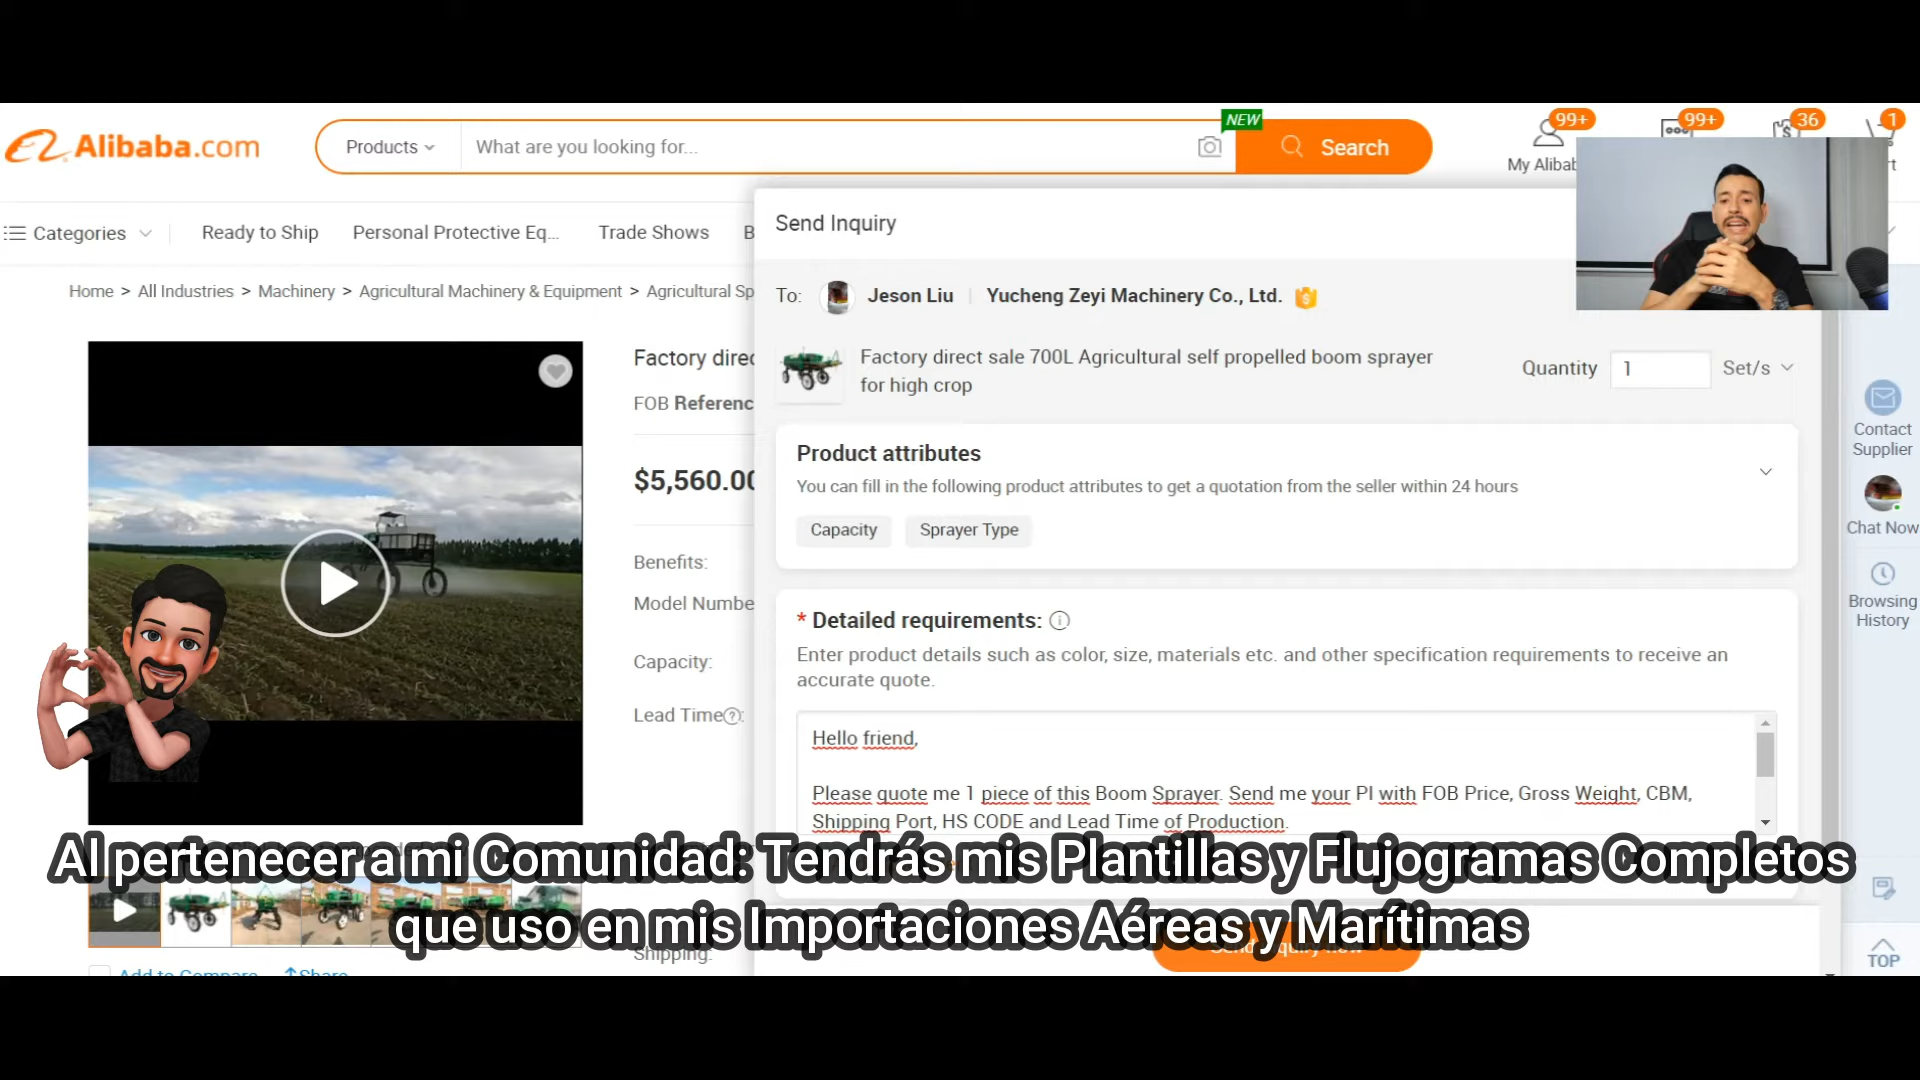 Alibaba.com
Products
What are you looking for...
NEW
Search
99+
99+
36
1
Categories
Ready to Ship
Personal Protective Eq...
Trade Shows
Send Inquiry
Home > All Industries > Machinery > Agricultural Machinery & Equipment > Agricultural Sp
To: Jeson Liu Yucheng Zeyi Machinery Co., Ltd.
Factory direct sale 700L Agricultural self propelled boom sprayer
for high crop
Quantity 1 Set/s
Factory direc
FOB Referenc
$5,560.00
Benefits:
Model Numbe
Capacity:
Lead Time
Product attributes
You can fill in the following product attributes to get a quotation from the seller within 24 hours
Capacity Sprayer Type
* Detailed requirements:
Enter product details such as color, size, materials etc. and other specification requirements to receive an
accurate quote.
Hello friend,
Please quote me 1 piece of this Boom Sprayer. Send me your PI with FOB Price, Gross Weight, CBM,
Shipping Port, HS CODE and Lead Time of Production.
Contact
Supplier
Chat Now
Browsing
History
TOP
Al pertenecer a mi Comunidad: Tendrás mis Plantillas y Flujogramas Completos
que uso en mis Importaciones Aéreas y Marítimas
Shipping:
Add to Compare Share